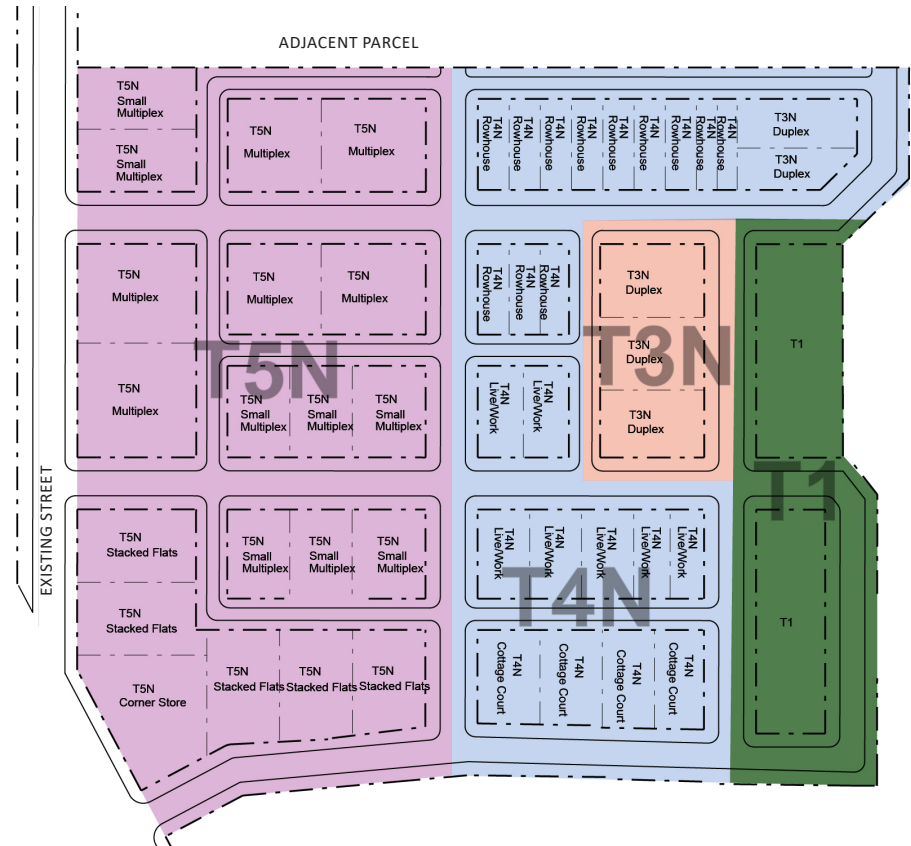 ADJACENT PARCEL
T5N
Small
Multiplex
T5N
Small
Multiplex
T5N
Multiplex
T5N
Multiplex
T4N
Rowhouse
T4N
Rowhouse
T4N
Rowhouse
T4N
Rowhouse
T4N
Rowhouse
T4N
Rowhouse
T4N
Rowhouse
T4N
Rowhouse
T4N
Rowhouse
T3N
Duplex
T3N
Duplex
T5N
Multiplex
T5N
Multiplex
T5N
Multiplex
T4N
Rowhouse
T4N
Rowhouse
T4N
Rowhouse
T3N
Duplex
T3N
Duplex
T3N
Duplex
T3N
T1
T5N
T5N
Multiplex
T5N
Small
Multiplex
T5N
Small
Multiplex
T5N
Small
Multiplex
T4N
Live/Work
T4N
Live/Work
T1
EXISTING STREET
T5N
Stacked Flats
T5N
Small
Multiplex
T5N
Small
Multiplex
T5N
Small
Multiplex
T4N
Live/Work
T4N
Live/Work
T4N
Live/Work
T4N
Live/Work
T4N
Live/Work
T4N
T5N
Stacked Flats
T1
T5N
Corner Store
T5N
Stacked Flats
T5N
Stacked Flats
T5N
Stacked Flats
T4N
Cottage Court
T4N
Cottage Court
T4N
Cottage Court
T4N
Cottage Court